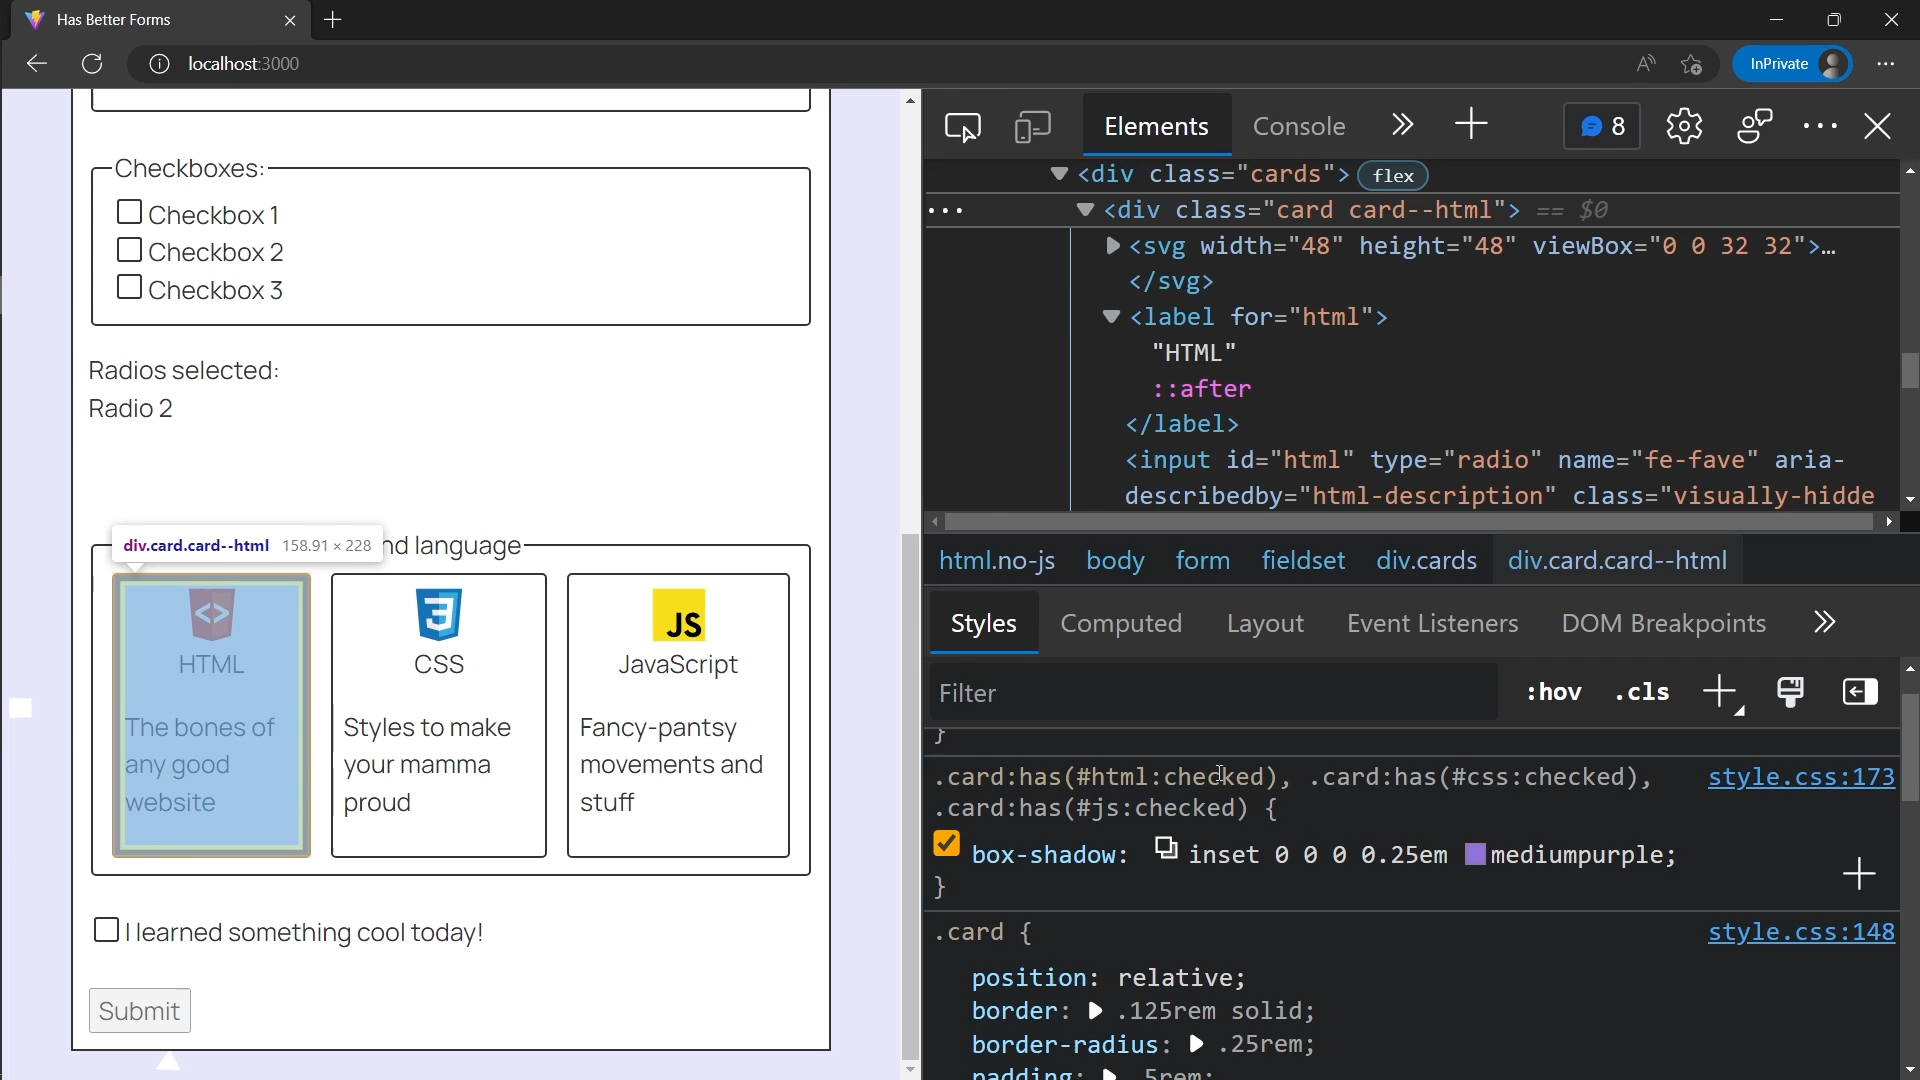 Has Better Forms
localhost:3000
InPrivate
Checkboxes:
Checkbox 1
Checkbox 2
Checkbox 3
Radios selected:
Radio 2
div.card.card--html 158.91 × 228
nd language
HTML
The bones of
any good
website
CSS
Styles to make
your mamma
proud
JS
JavaScript
Fancy-pantsy
movements and
stuff
I learned something cool today!
Submit
Elements Console 8
<div class="cards"> flex
<div class="card card--html"> == $0
<svg width="48" height="48" viewBox="0 0 32 32">…
</svg>
<label for="html">
"HTML"
::after
</label>
<input id="html" type="radio" name="fe-fave" aria-
describedby="html-description" class="visually-hidde
html.no-js body form fieldset div.cards div.card.card--html
Styles Computed Layout Event Listeners DOM Breakpoints
Filter :hov .cls
}
.card:has(#html:checked), .card:has(#css:checked), style.css:173
.card:has(#js:checked) {
box-shadow: inset 0 0 0 0.25em mediumpurple;
}
.card { style.css:148
position: relative;
border: .125rem solid;
border-radius: .25rem;
padding: .5rem;